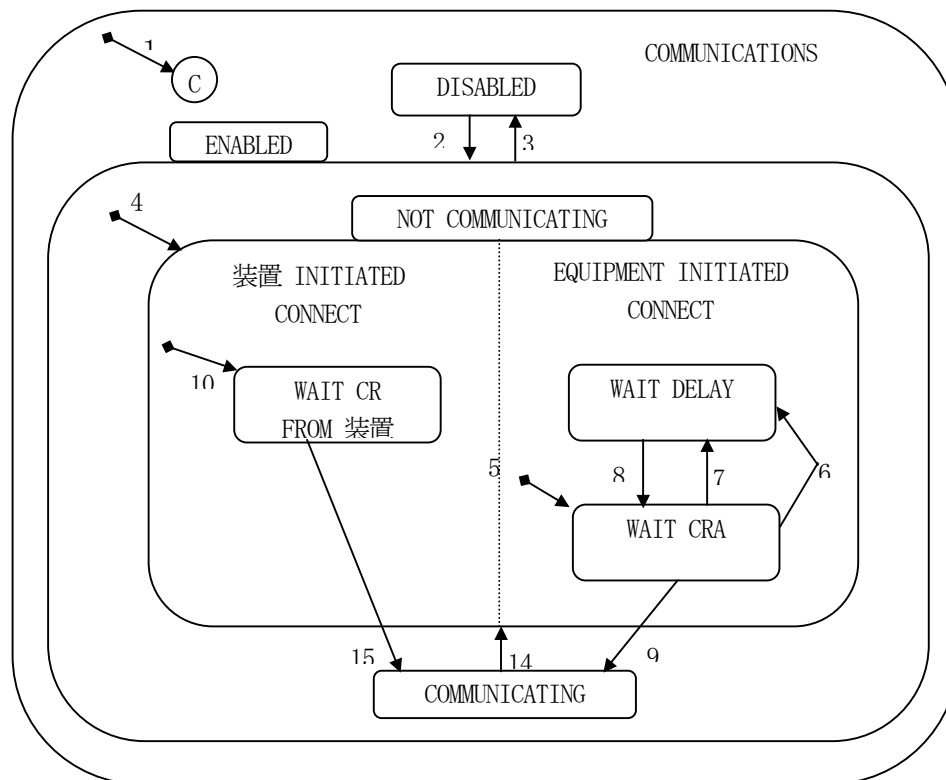 1
COMMUNICATIONS
C
DISABLED
2
3
ENABLED
4
NOT COMMUNICATING
装置 INITIATED
CONNECT
EQUIPMENT INITIATED
CONNECT
10
WAIT CR
FROM 装置
WAIT DELAY
5
8
7
6
WAIT CRA
15
14
9
COMMUNICATING